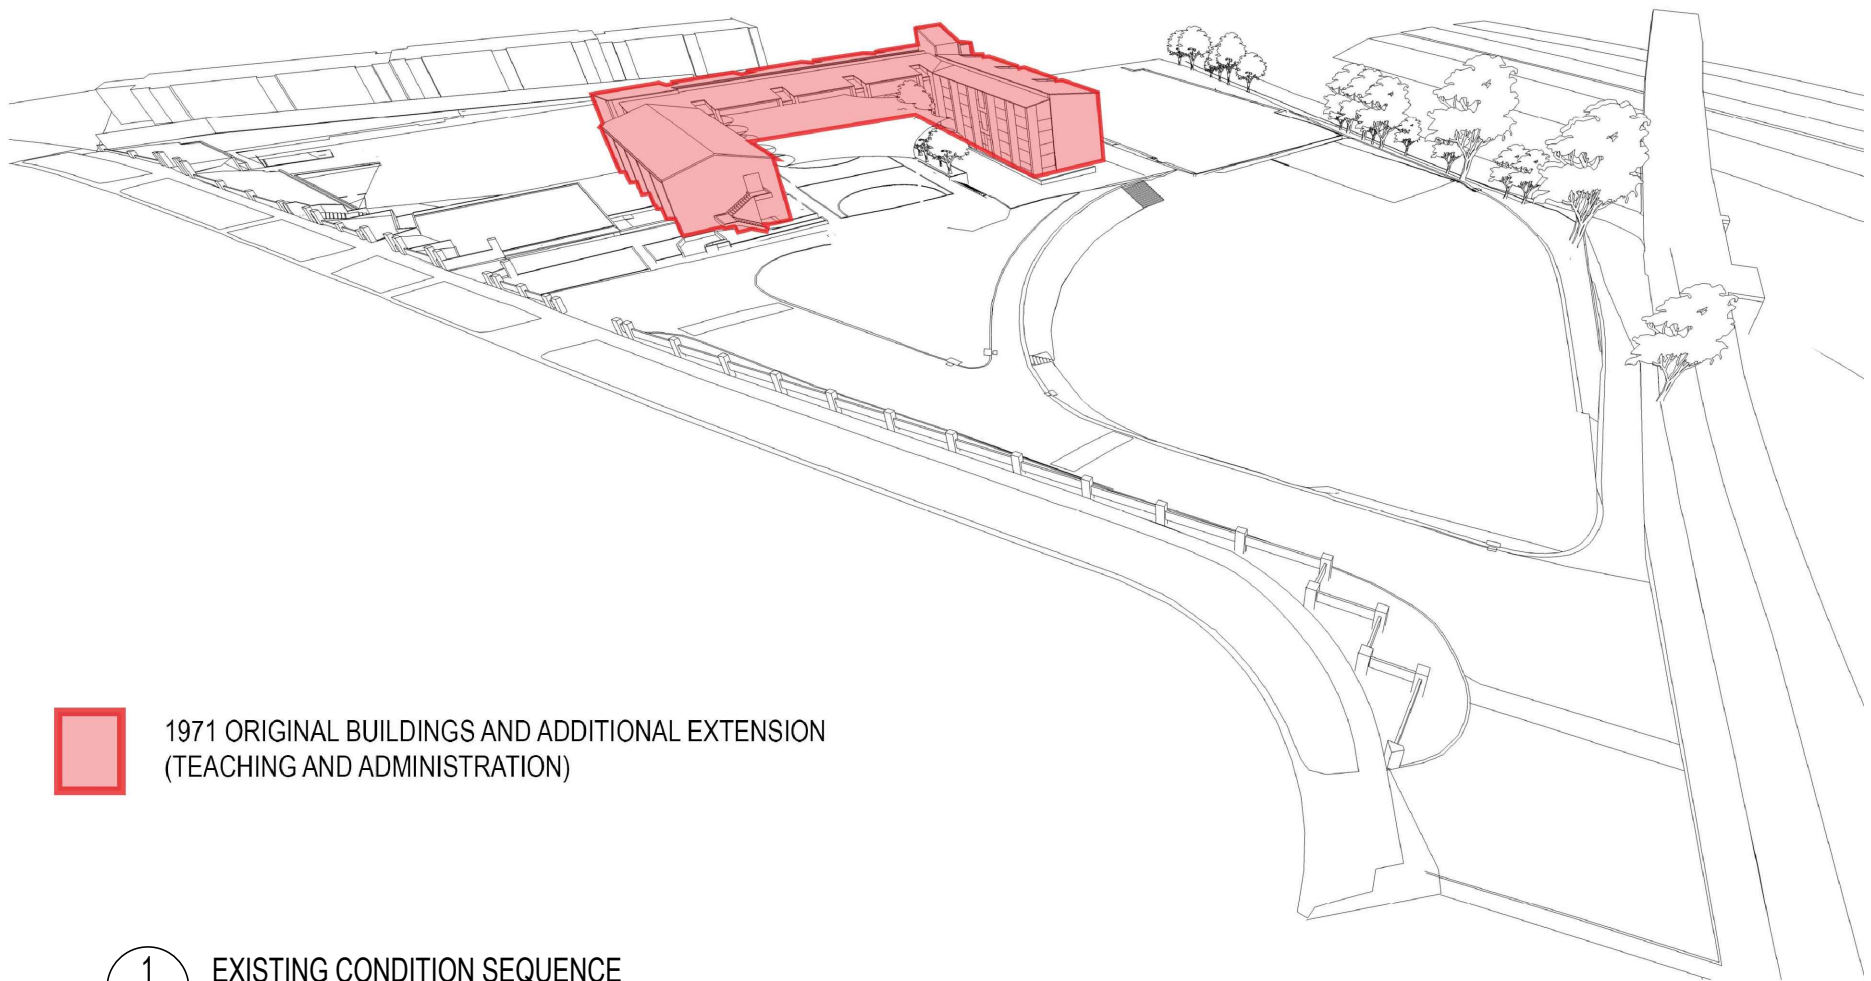 1971 ORIGINAL BUILDINGS AND ADDITIONAL EXTENSION
(TEACHING AND ADMINISTRATION)
1
EXISTING CONDITION SEQUENCE